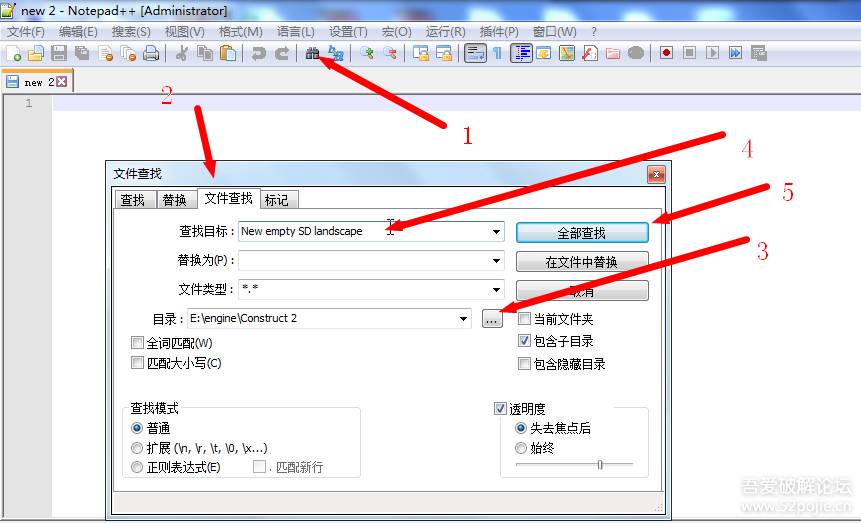 new 2 - Notepad++ [Administrator]
文件(F) 编辑(E) 搜索(S) 视图(V) 格式(M) 语言(L) 设置(T) 宏(O) 运行(R) 插件(P) 窗口(W) ?
new 2
1
2
1
4
5
3
文件查找
查找 替换 文件查找 标记
查找目标: New empty SD landscape 全部查找
替换为(P): 在文件中替换
文件类型: *.* 取消
目录: E:\engine\Construct 2 ... 当前文件夹
全词匹配(W) 包含子目录
匹配大小写(C) 包含隐藏目录
查找模式 透明度
普通 失去焦点后
扩展 (\n, \r, \t, \0, \x...) 始终
正则表达式(E) . 匹配新行
吾爱破解论坛
www.52pojie.cn